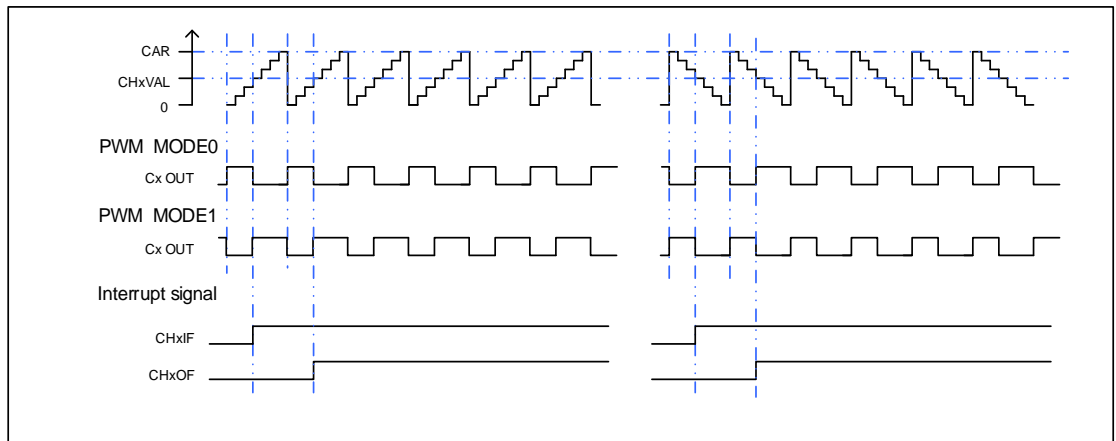 CAR
CHxVAL
0
PWM MODE0
Cx OUT
PWM MODE1
Cx OUT
Interrupt signal
CHxIF
CHxOF